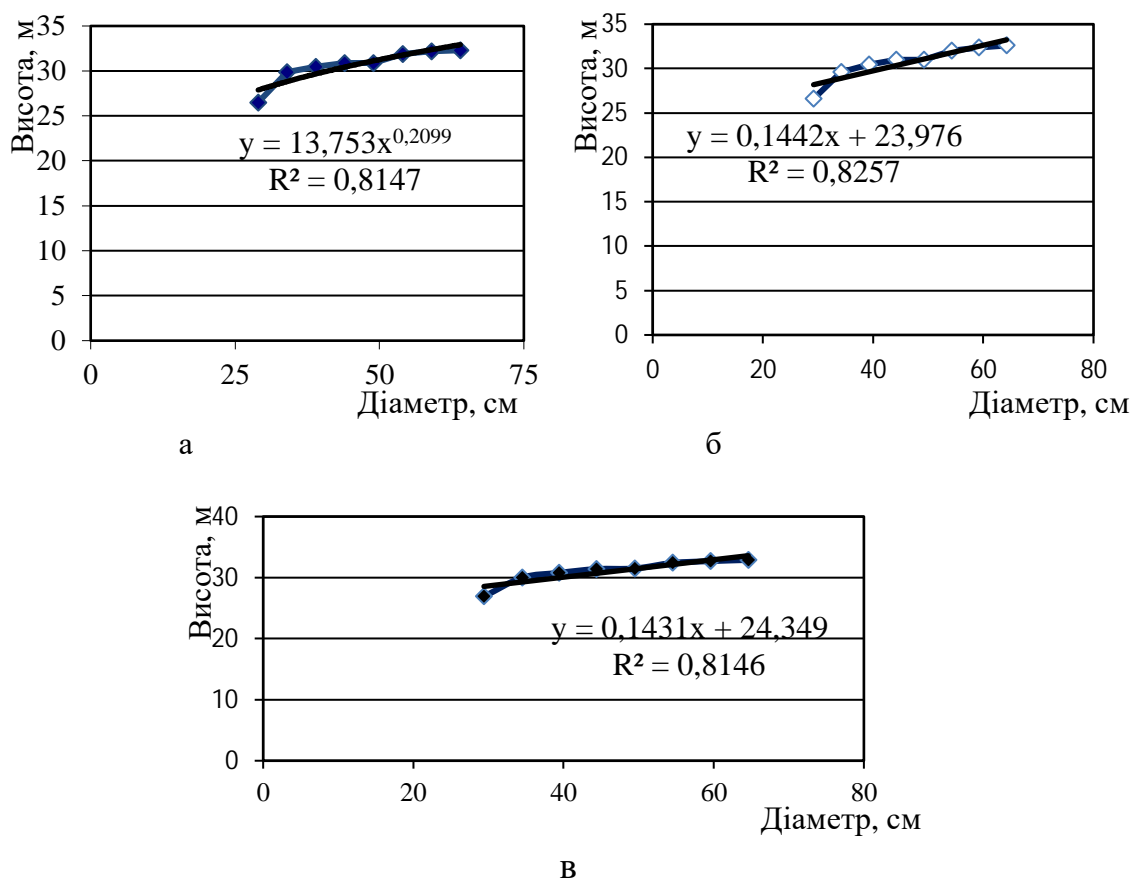 Висота, м
35
30
25
20
15
10
5
0
y = 13,753x^0,2099
R² = 0,8147
0 25 50 75
Діаметр, см
а
Висота, м
35
30
25
20
15
10
5
0
y = 0,1442x + 23,976
R² = 0,8257
0 20 40 60 80
Діаметр, см
б
Висота, м
40
30
20
10
0
y = 0,1431x + 24,349
R² = 0,8146
0 20 40 60 80
Діаметр, см
в